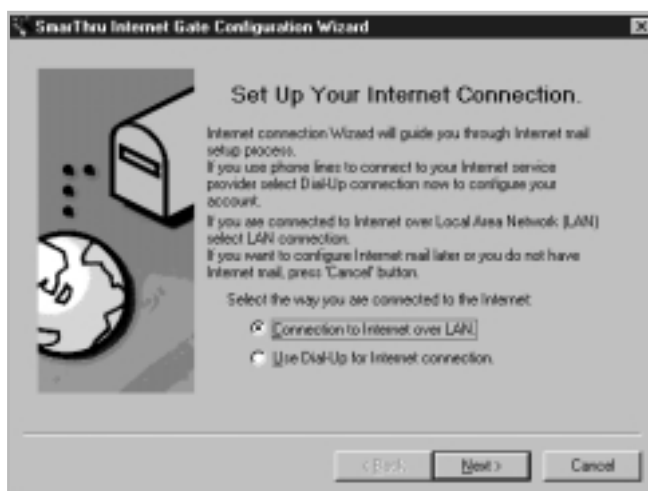 SmarThru Internet Gate Configuration Wizard
Set Up Your Internet Connection.
Internet connection Wizard will guide you through Internet mail
setup process.
If you use phone lines to connect to your Internet service
provider select Dial-Up connection now to configure your
account.
If you are connected to Internet over Local Area Network (LAN)
select LAN connection.
If you want to configure Internet mail later or you do not have
Internet mail, press 'Cancel' button.
Select the way you are connected to the Internet:
Connection to Internet over LAN.
Use Dial-Up for Internet connection.
< Back
Next >
Cancel